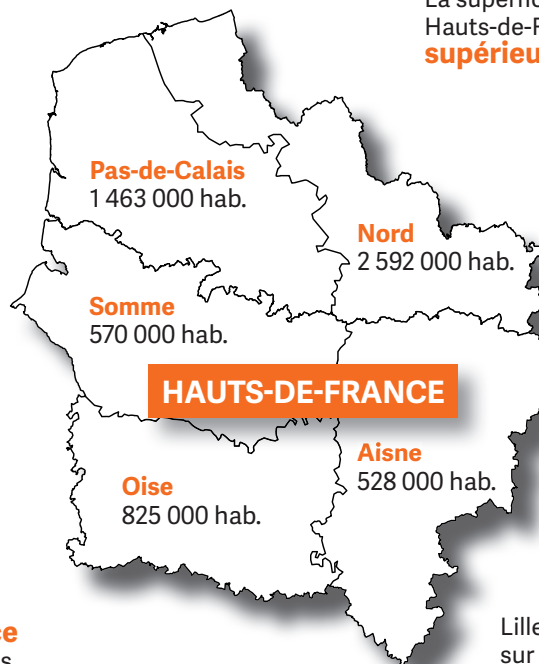 La superfic
Hauts-de-F
supérieu
Pas-de-Calais
1 463 000 hab.
Nord
2 592 000 hab.
Somme
570 000 hab.
HAUTS-DE-FRANCE
Aisne
528 000 hab.
Oise
825 000 hab.
ce
s
Lille
sur